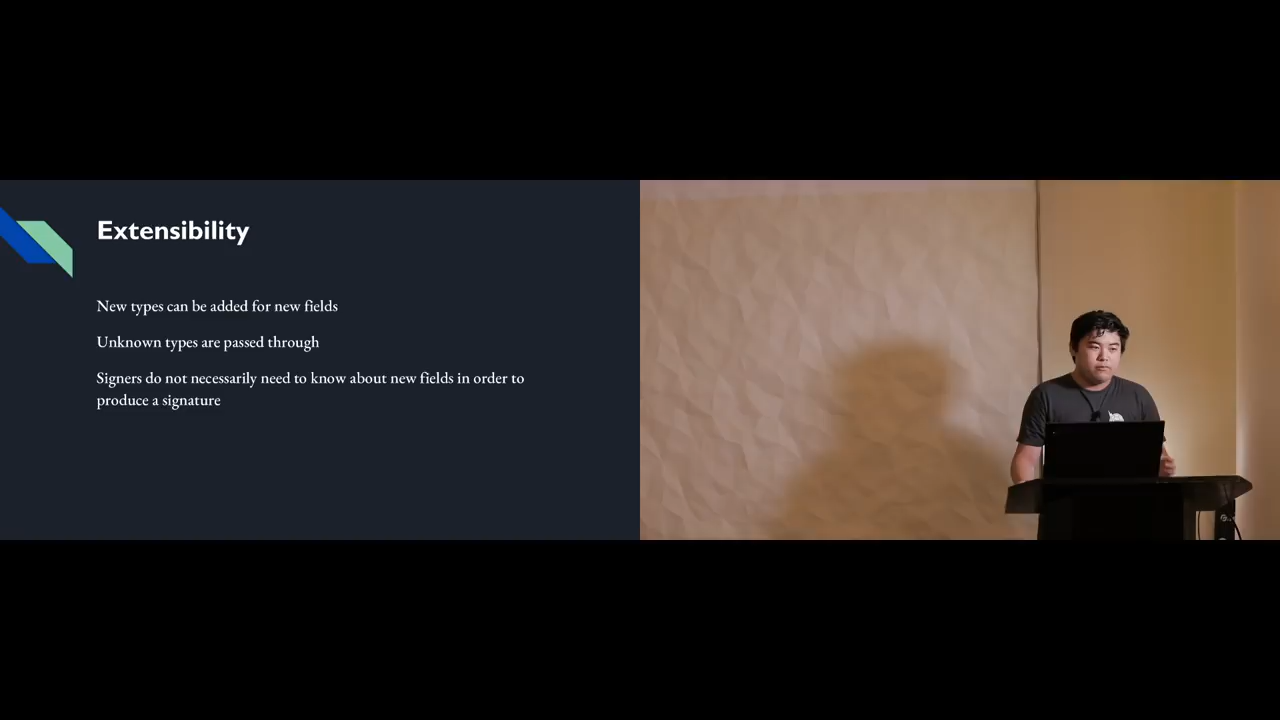 Extensibility
New types can be added for new fields
Unknown types are passed through
Signers do not necessarily need to know about new fields in order to
produce a signature